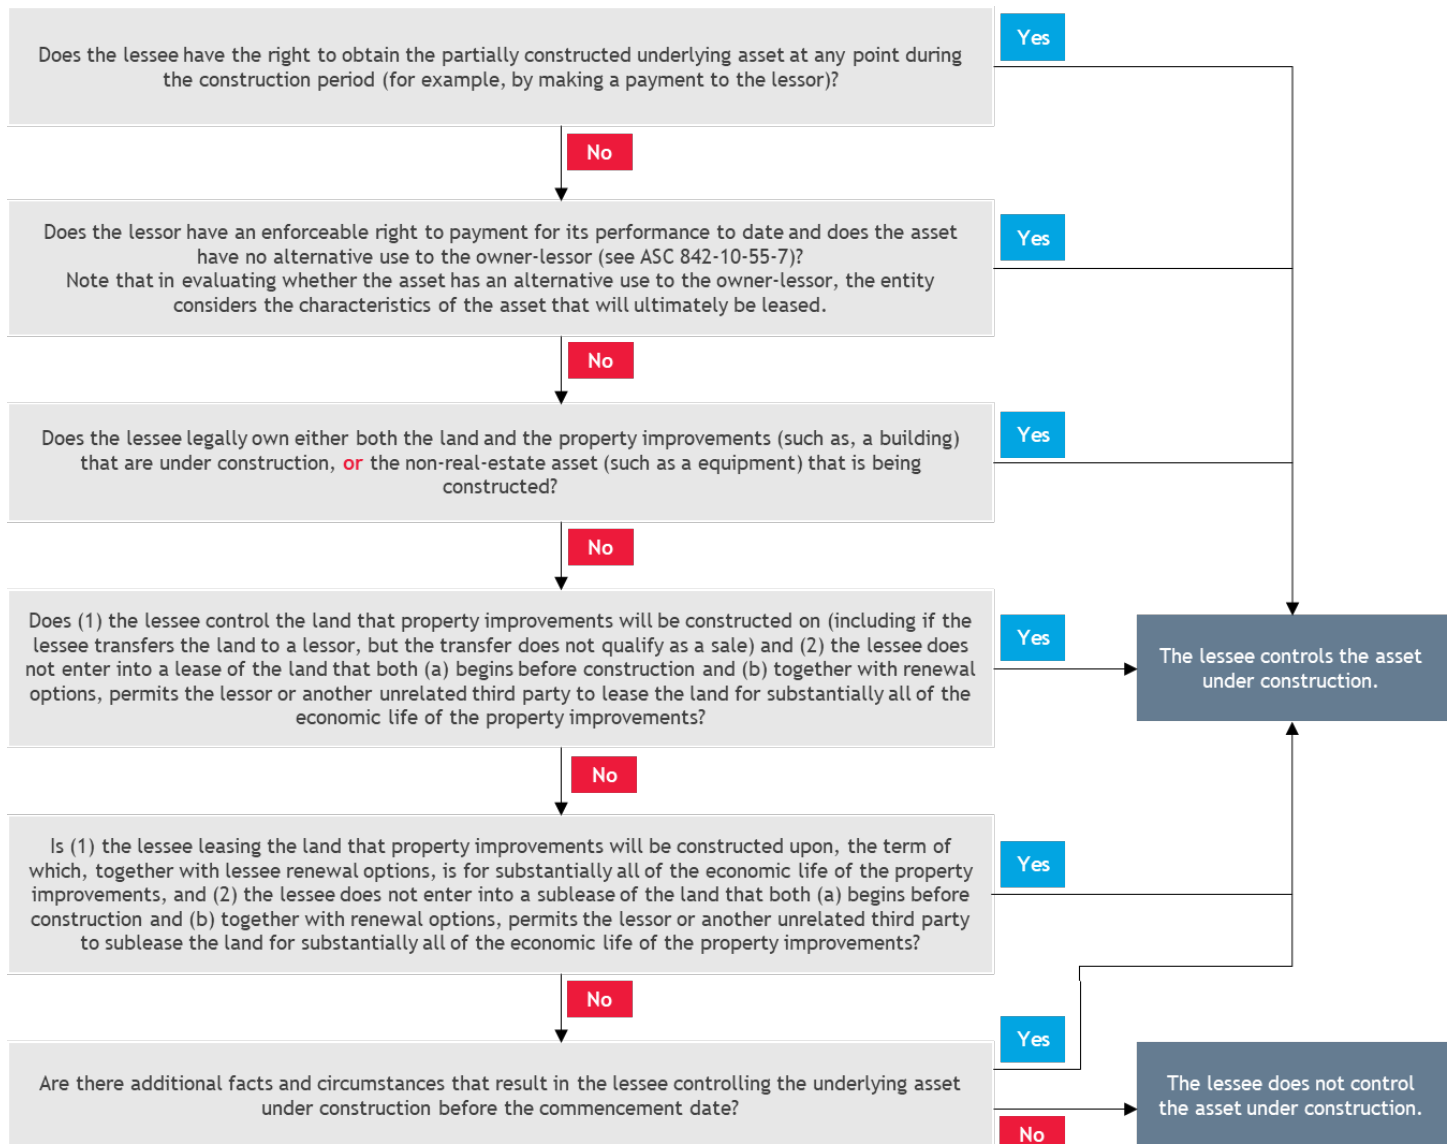 Yes
Does the lessee have the right to obtain the partially constructed underlying asset at any point during
the construction period (for example, by making a payment to the lessor)?
No
Does the lessor have an enforceable right to payment for its performance to date and does the asset
have no alternative use to the owner-lessor (see ASC 842-10-55-7)?
Note that in evaluating whether the asset has an alternative use to the owner-lessor, the entity
considers the characteristics of the asset that will ultimately be leased.
Yes
No
Does the lessee legally own either both the land and the property improvements (such as, a building)
that are under construction, or the non-real-estate asset (such as a equipment) that is being
constructed?
Yes
No
Does (1) the lessee control the land that property improvements will be constructed on (including if the
lessee transfers the land to a lessor, but the transfer does not qualify as a sale) and (2) the lessee does
not enter into a lease of the land that both (a) begins before construction and (b) together with renewal
options, permits the lessor or another unrelated third party to lease the land for substantially all of the
economic life of the property improvements?
Yes
The lessee controls the asset
under construction.
No
Is (1) the lessee leasing the land that property improvements will be constructed upon, the term of
which, together with lessee renewal options, is for substantially all of the economic life of the property
improvements, and (2) the lessee does not enter into a sublease of the land that both (a) begins before
construction and (b) together with renewal options, permits the lessor or another unrelated third party
to sublease the land for substantially all of the economic life of the property improvements?
Yes
No
Are there additional facts and circumstances that result in the lessee controlling the underlying asset
under construction before the commencement date?
Yes
No
The lessee does not control
the asset under construction.